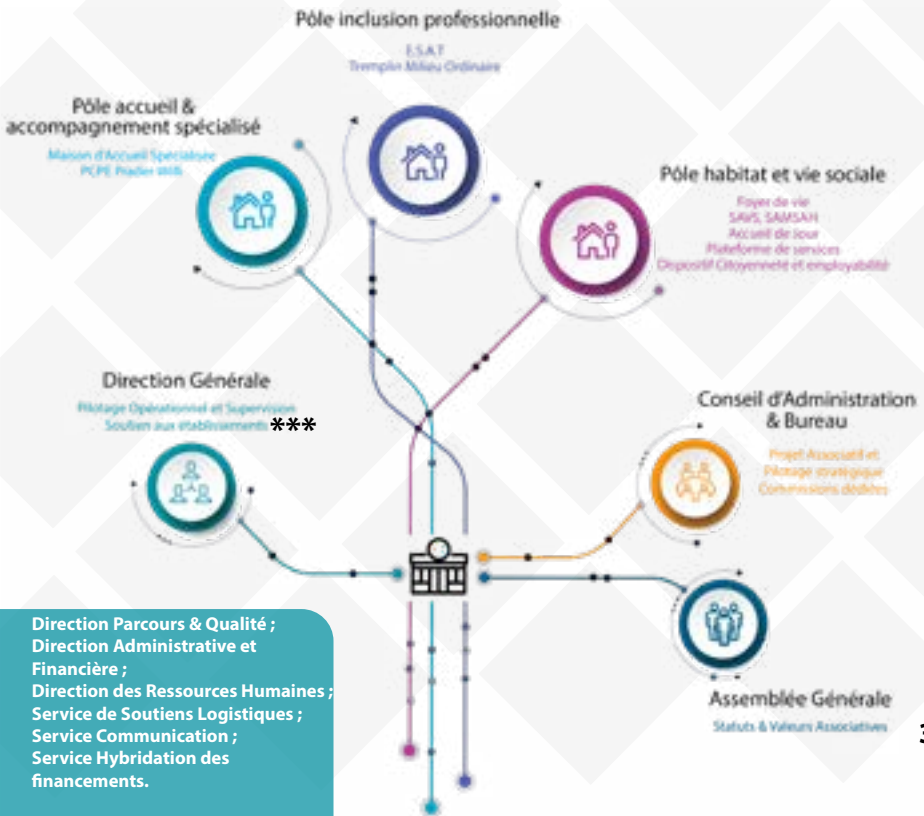 Pôle inclusion professionnelle
E.S.A.T
Tremplin Milieu Ordinaire
Pôle accueil &
accompagnement spécialisé
Maison d'Accueil Spécialisée
PCPE Prader Willi
Pôle habitat et vie sociale
Foyer de vie
SAVS, SAMSAH
Accueil de Jour
Plateforme de services
Dispositif Citoyenneté et employabilité
Direction Générale
Pilotage Opérationnel et Supervision
Soutien aux établissements ***
Conseil d'Administration
& Bureau
Projet Associatif et
Pilotage stratégique
Commissions dédiées
Direction Parcours & Qualité ;
Direction Administrative et
Financière ;
Direction des Ressources Humaines ;
Service de Soutiens Logistiques ;
Service Communication ;
Service Hybridation des
financements.
Assemblée Générale
Statuts & Valeurs Associatives